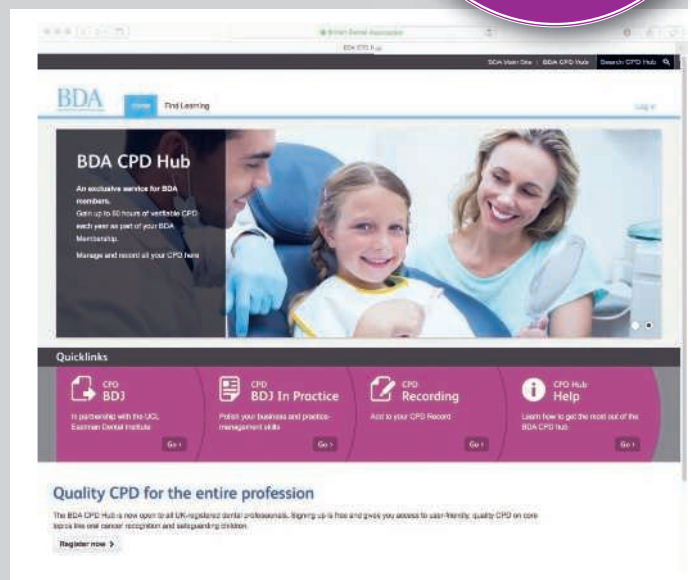 British Dental Association
BDA CPD Hub
BDA Main Site | BDA CPD Hub Search CPD Hub
BDA Home Find Learning Log in
BDA CPD Hub
An exclusive service for BDA
members.
Gain up to 60 hours of verifiable CPD
each year as part of your BDA
Membership.
Manage and record all your CPD here
Quicklinks
CPD
BDJ
In partnership with the UCL
Eastman Dental Institute
Go ›
CPD
BDJ In Practice
Polish your business and practice-
management skills
Go ›
CPD
Recording
Add to your CPD Record
Go ›
CPD Hub
Help
Learn how to get the most out of the
BDA CPD hub
Go ›
Quality CPD for the entire profession
The BDA CPD Hub is now open to all UK-registered dental professionals. Signing up is free and gives you access to user-friendly, quality CPD on core
topics like oral cancer recognition and safeguarding children.
Register now ›